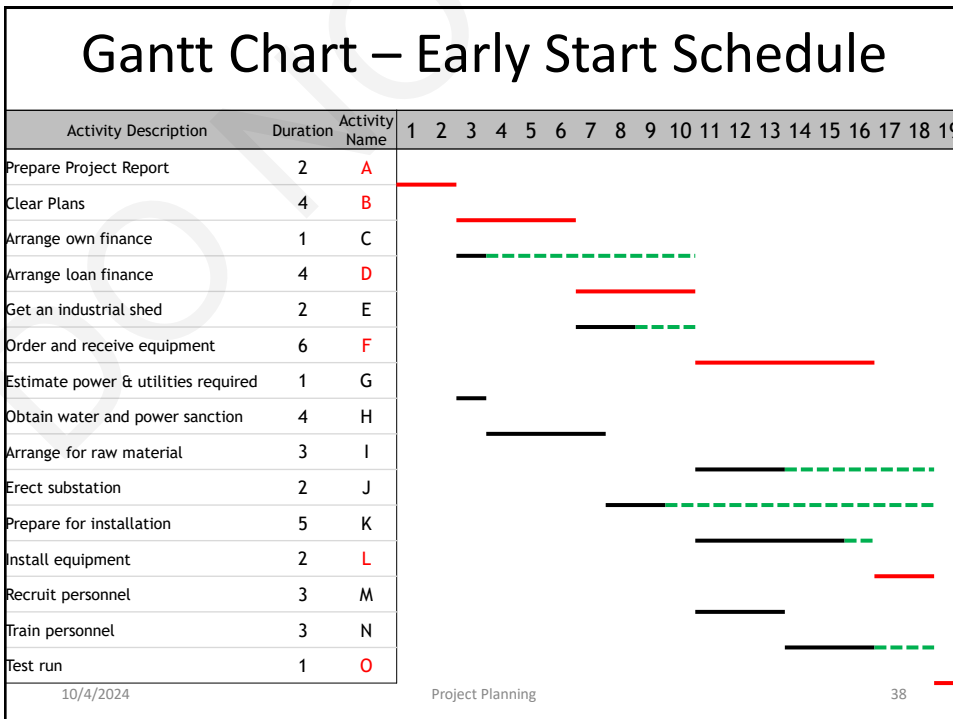 Gantt Chart – Early Start Schedule
Activity Description Duration Activity Name 1 2 3 4 5 6 7 8 9 10 11 12 13 14 15 16 17 18 19
Prepare Project Report 2 A
Clear Plans 4 B
Arrange own finance 1 C
Arrange loan finance 4 D
Get an industrial shed 2 E
Order and receive equipment 6 F
Estimate power & utilities required 1 G
Obtain water and power sanction 4 H
Arrange for raw material 3 I
Erect substation 2 J
Prepare for installation 5 K
Install equipment 2 L
Recruit personnel 3 M
Train personnel 3 N
Test run 1 O
10/4/2024 Project Planning 38
DO NO